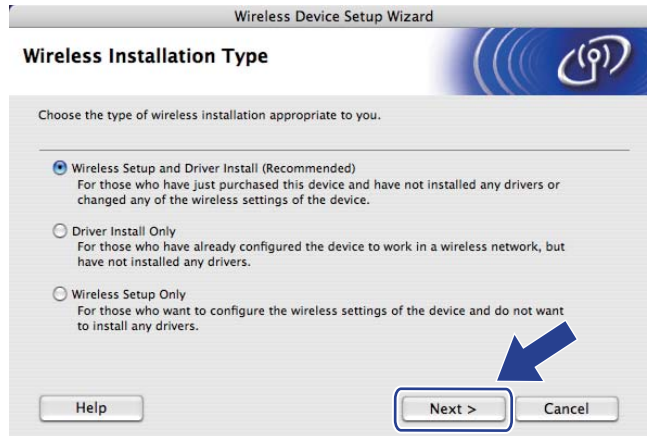 Wireless Device Setup Wizard
Wireless Installation Type
Choose the type of wireless installation appropriate to you.
Wireless Setup and Driver Install (Recommended)
For those who have just purchased this device and have not installed any drivers or
changed any of the wireless settings of the device.
Driver Install Only
For those who have already configured the device to work in a wireless network, but
have not installed any drivers.
Wireless Setup Only
For those who want to configure the wireless settings of the device and do not want
to install any drivers.
Help
Next >
Cancel